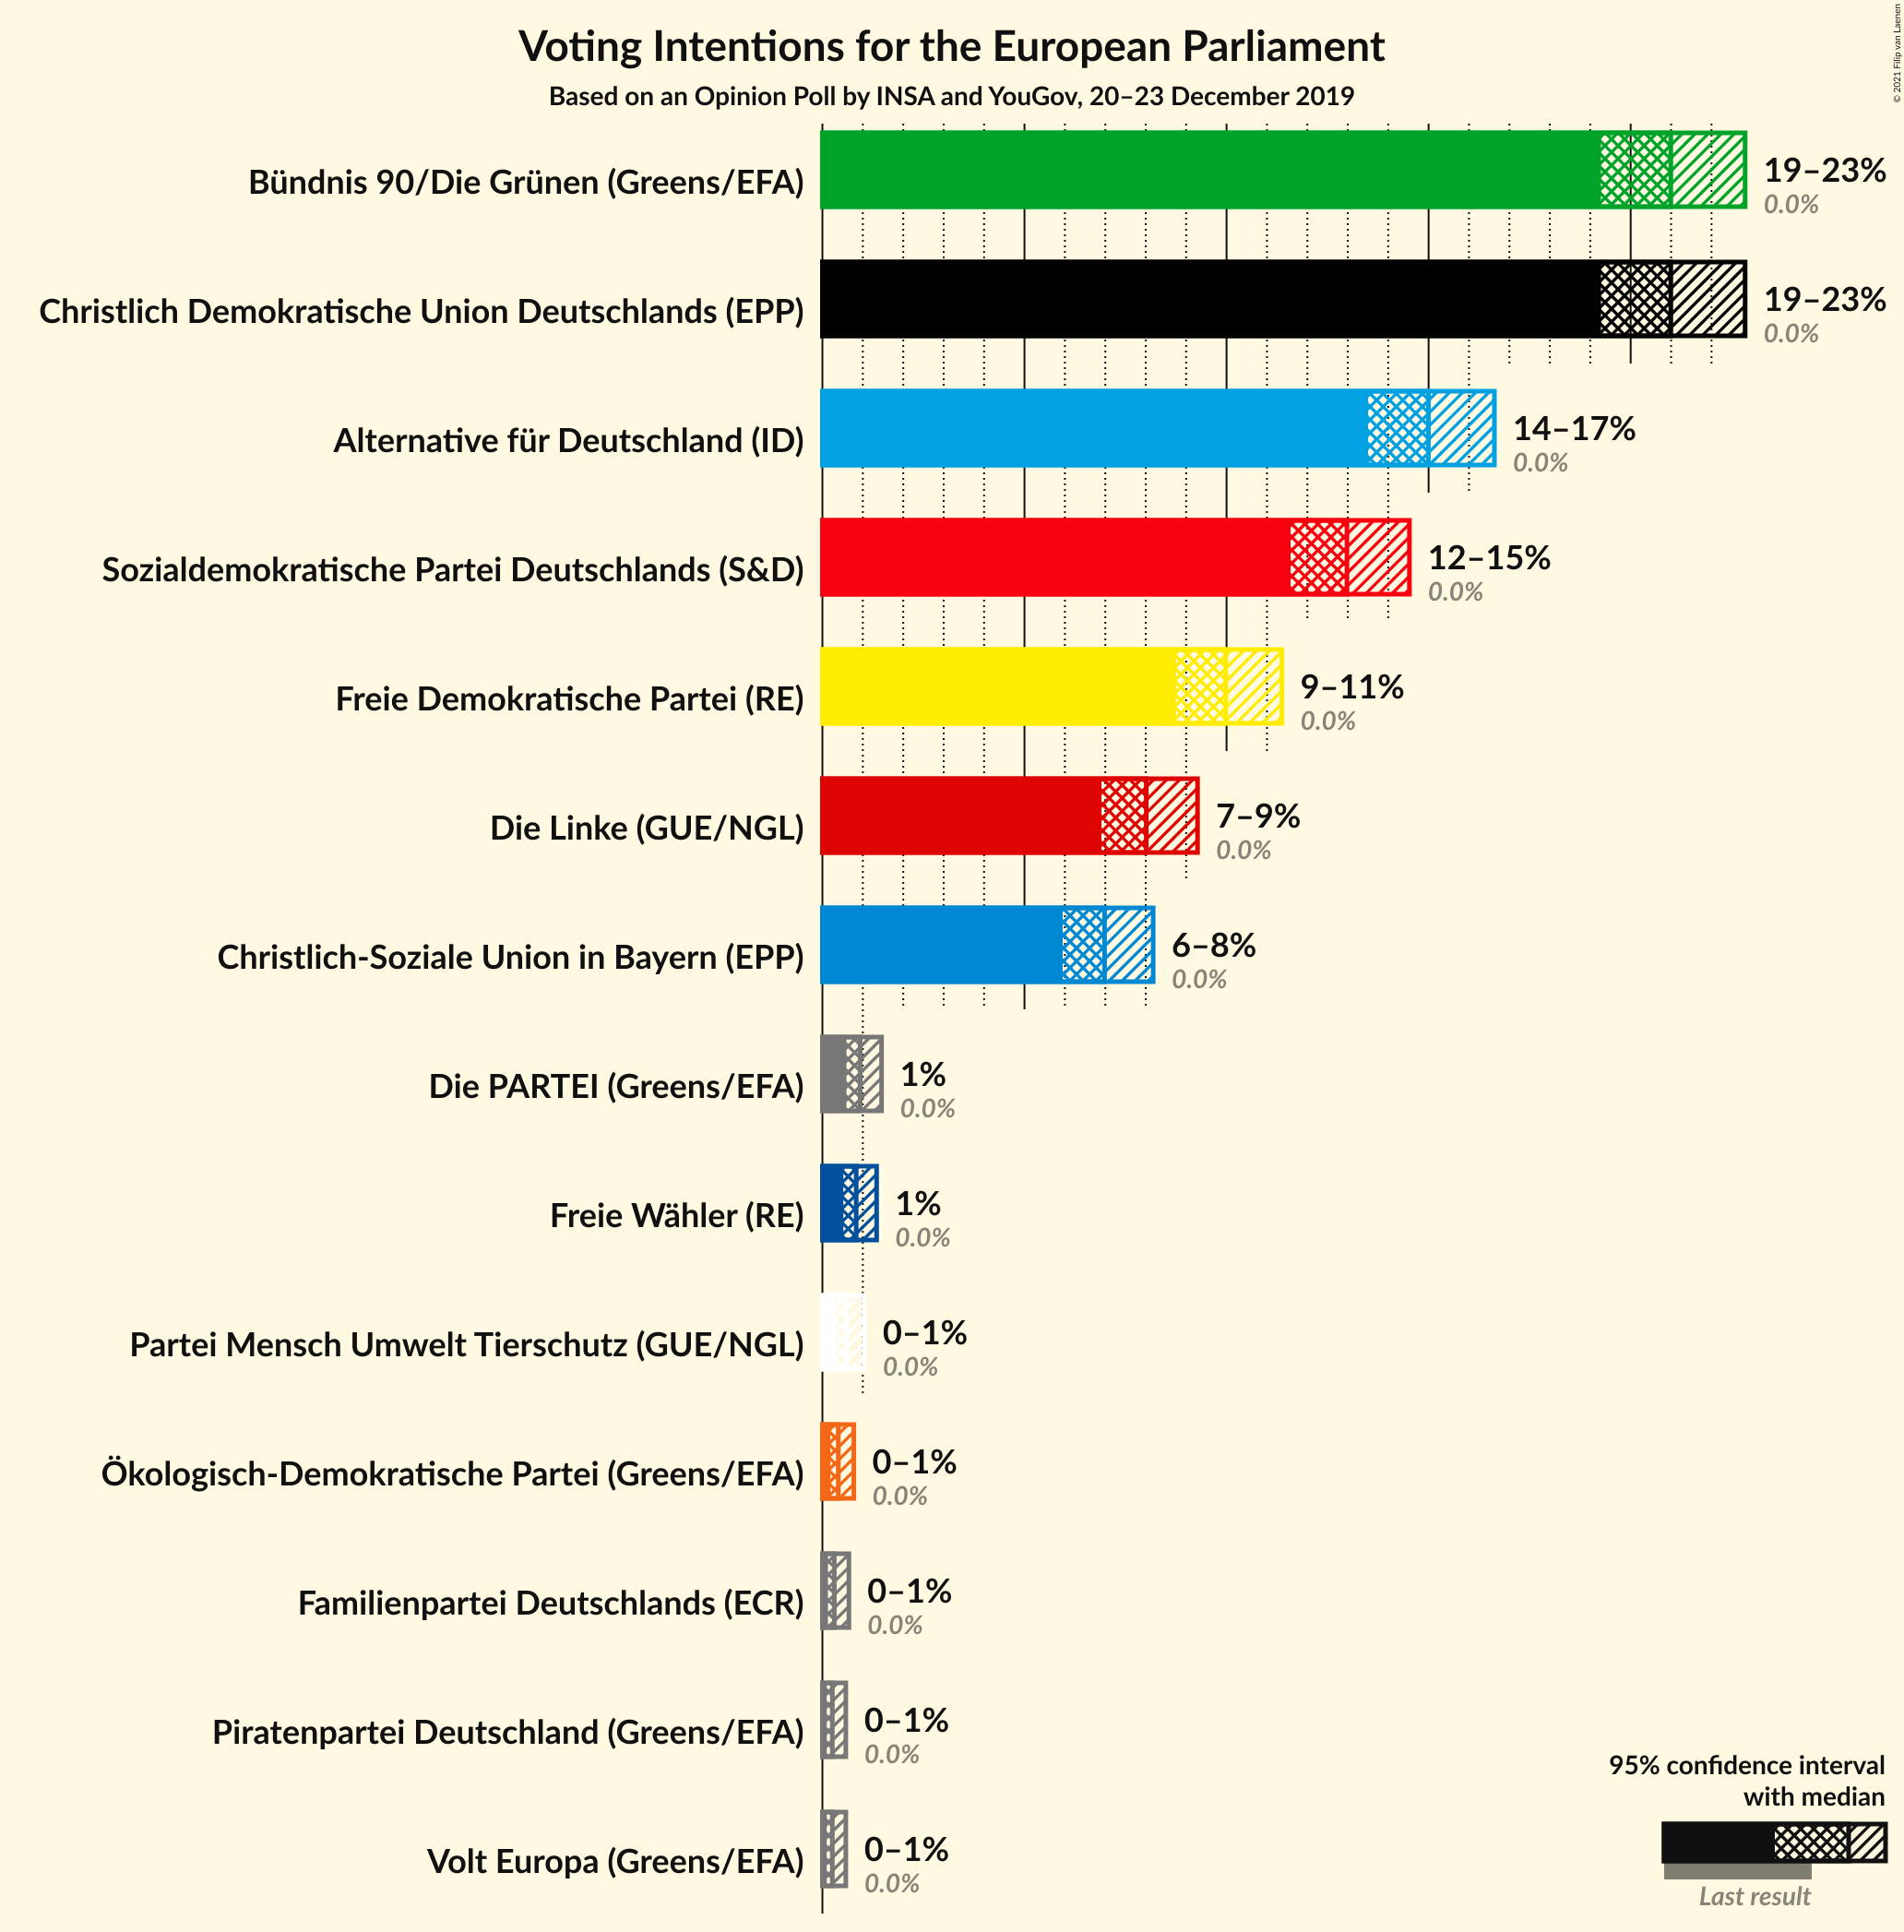 Voting Intentions for the European Parliament
Based on an Opinion Poll by INSA and YouGov, 20–23 December 2019
© 2021 Filip van Laenen
Bündnis 90/Die Grünen (Greens/EFA)
19–23%
0.0%
Christlich Demokratische Union Deutschlands (EPP)
19–23%
0.0%
Alternative für Deutschland (ID)
14–17%
0.0%
Sozialdemokratische Partei Deutschlands (S&D)
12–15%
0.0%
Freie Demokratische Partei (RE)
9–11%
0.0%
Die Linke (GUE/NGL)
7–9%
0.0%
Christlich-Soziale Union in Bayern (EPP)
6–8%
0.0%
Die PARTEI (Greens/EFA)
1%
0.0%
Freie Wähler (RE)
1%
0.0%
Partei Mensch Umwelt Tierschutz (GUE/NGL)
0–1%
0.0%
Ökologisch-Demokratische Partei (Greens/EFA)
0–1%
0.0%
Familienpartei Deutschlands (ECR)
0–1%
0.0%
Piratenpartei Deutschland (Greens/EFA)
0–1%
0.0%
Volt Europa (Greens/EFA)
0–1%
0.0%
95% confidence interval
with median
Last result